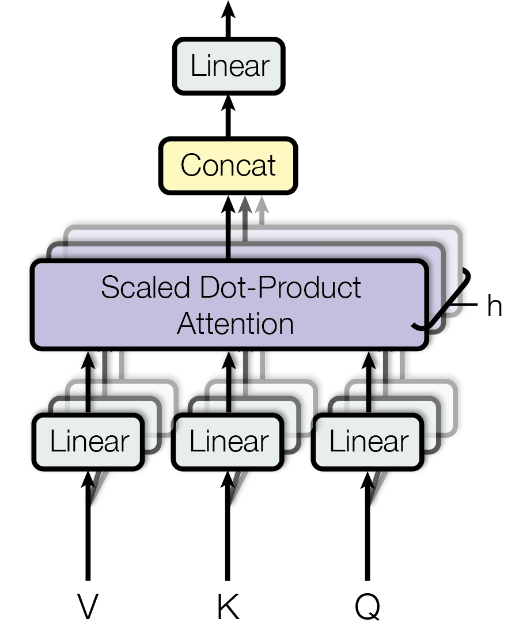 Linear
Concat
Scaled Dot-Product
Attention
h
Linear
Linear
Linear
V
K
Q